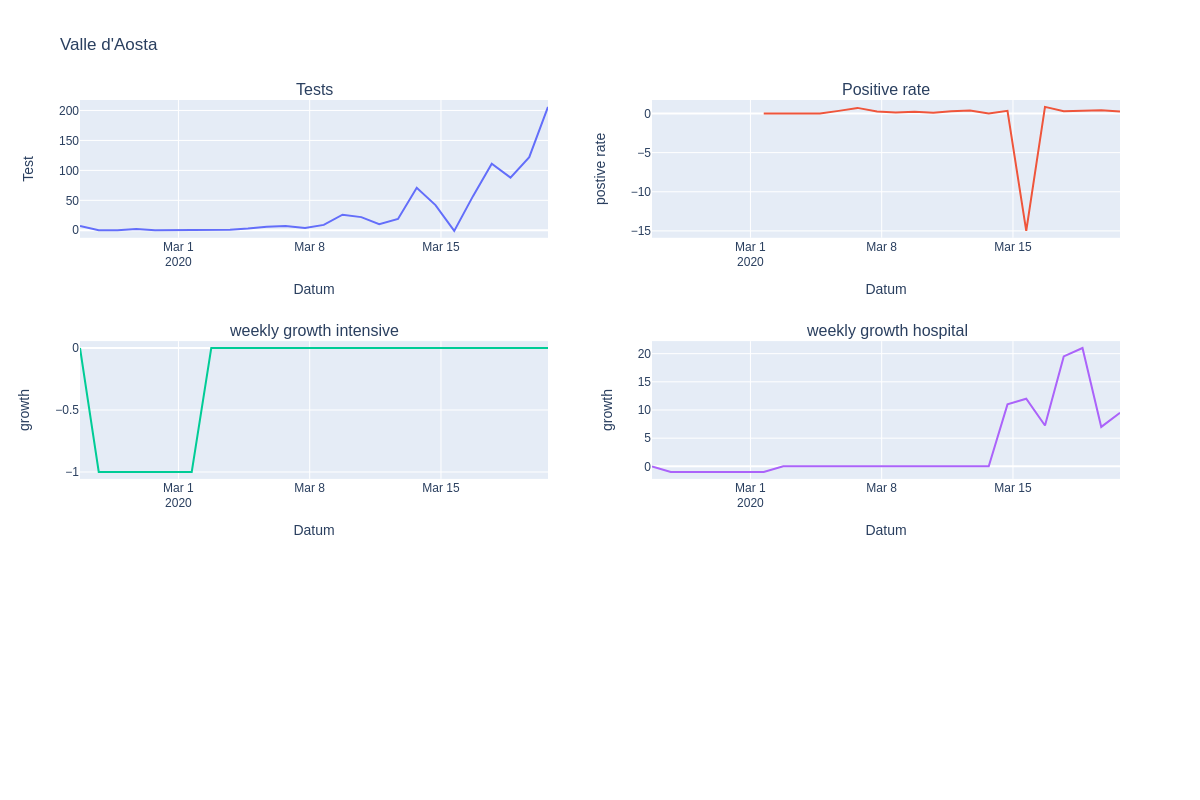 Valle d'Aosta
Tests
200
150
100
50
0
Test
Mar 1
2020
Mar 8
Mar 15
Datum
Positive rate
0
−5
−10
−15
postive rate
Mar 1
2020
Mar 8
Mar 15
Datum
weekly growth intensive
0
−0.5
−1
growth
Mar 1
2020
Mar 8
Mar 15
Datum
weekly growth hospital
20
15
10
5
0
growth
Mar 1
2020
Mar 8
Mar 15
Datum